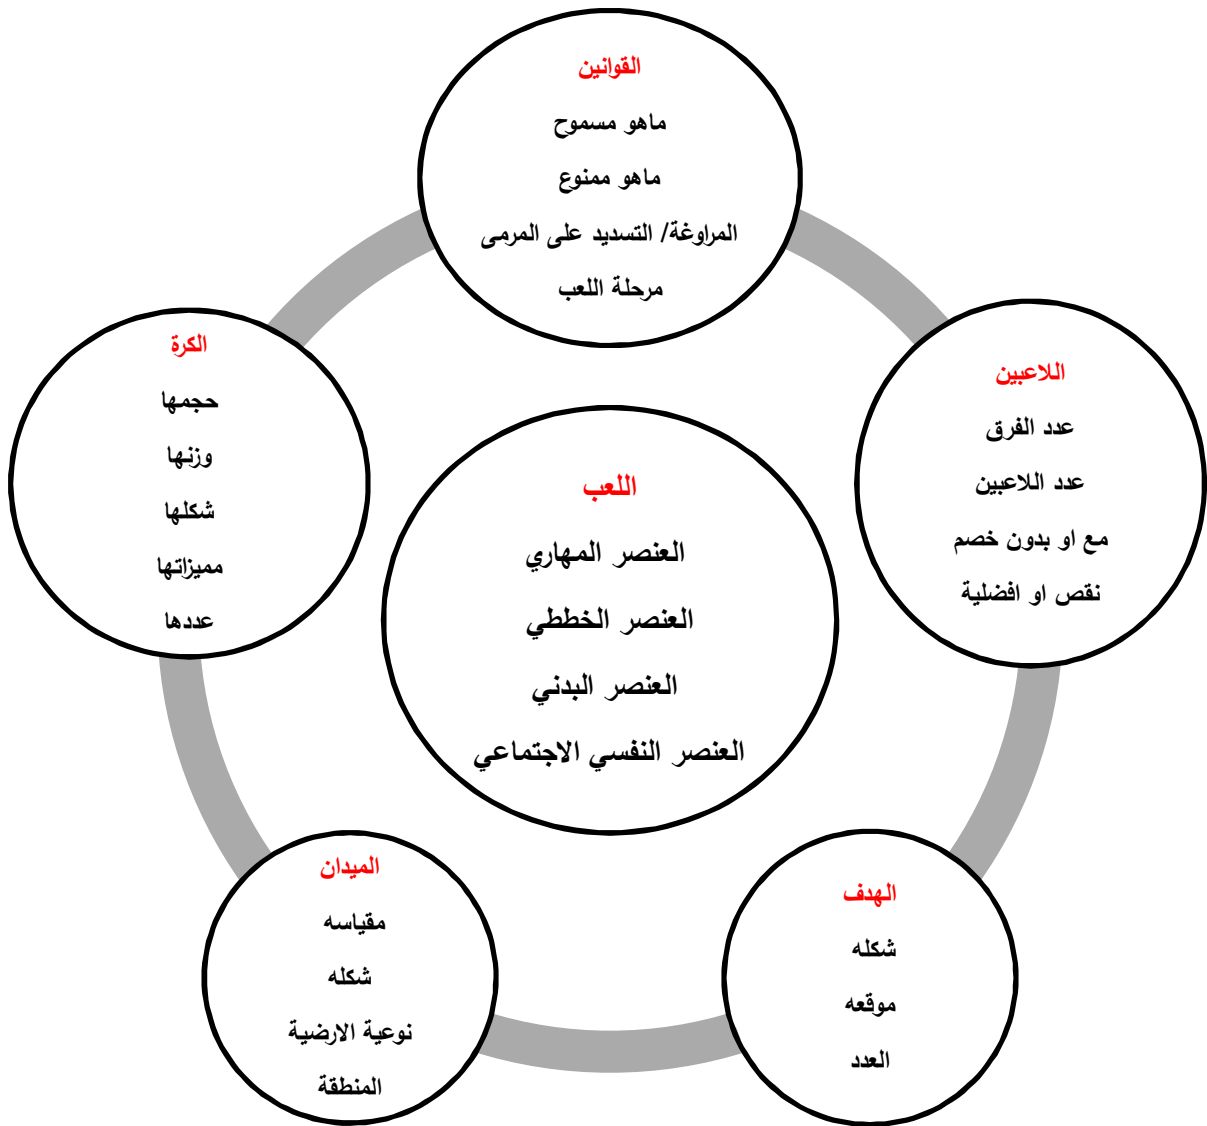 القوانين
ماهو مسموح
ماهو ممنوع
المراوغة/ التسديد على المرمى
مرحلة اللعب
اللاعبين
عدد الفرق
عدد اللاعبين
مع او بدون خصم
نقص او افضلية
الكرة
حجمها
وزنها
شكلها
مميزاتها
عددها
اللعب
العنصر المهاري
العنصر الخططي
العنصر البدني
العنصر النفسي الاجتماعي
الهدف
شكله
موقعه
العدد
الميدان
مقياسه
شكله
نوعية الارضية
المنطقة